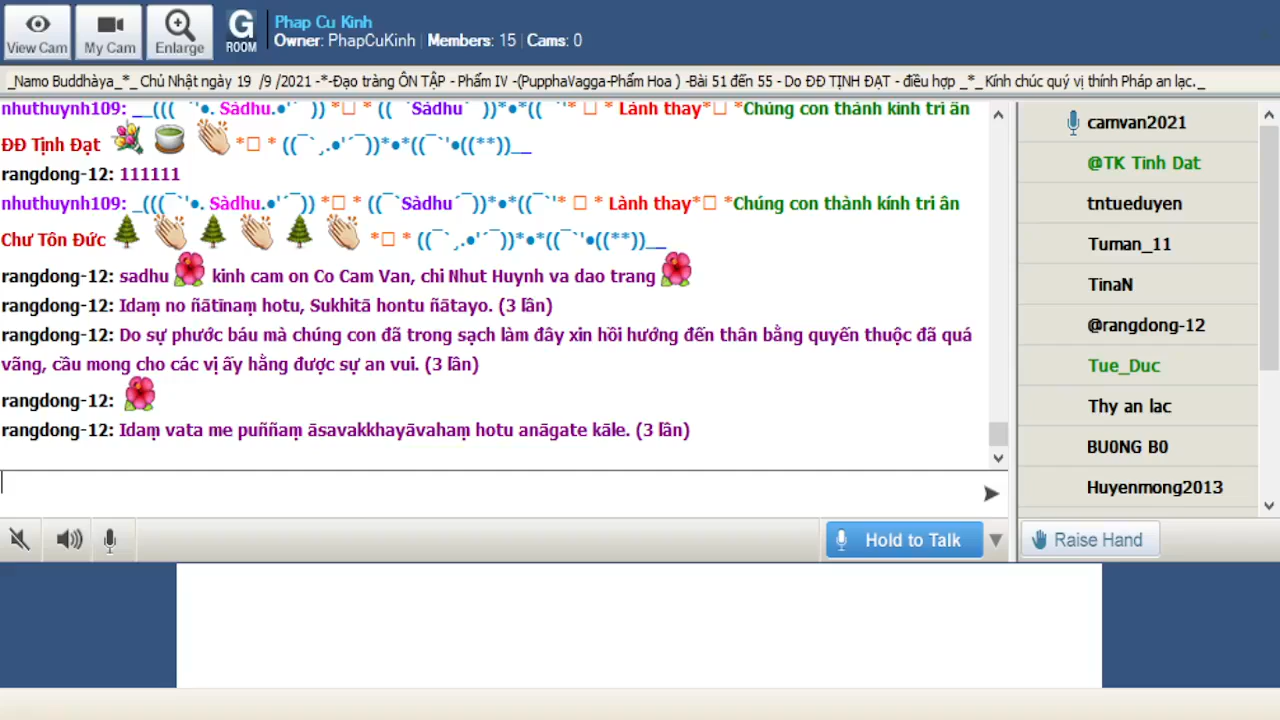 View Cam
My Cam
Enlarge
G
ROOM
Phap Cu Kinh
Owner: PhapCuKinh | Members: 15 | Cams: 0
_Namo Buddhàya_*_ Chủ Nhật ngày 19 /9 /2021 -*-Đạo tràng ÔN TẬP - Phẩm IV -(PupphaVagga-Phẩm Hoa ) -Bài 51 đến 55 - Do ĐĐ TỊNH ĐẠT - điều hợp _*_ Kính chúc quý vị thính Pháp an lạc._
nhuthuynh109: __((( ¯`'•. Sàdhu.•'´¯)) *□ * (( ¯`Sàdhu´¯))*•*((¯`'* □ * Lành thay*□ *Chúng con thành kính tri ân
ĐĐ Tịnh Đạt *□ * ((¯`¸.•'´¯))*•*((¯`'•((**))__
rangdong-12: 111111
nhuthuynh109: _(((¯`'•. Sàdhu.•'´¯)) *□ * ((¯`Sàdhu´¯))*•*((¯`'* □ * Lành thay*□ *Chúng con thành kính tri ân
Chư Tôn Đức *□ * ((¯`¸.•'´¯))*•*((¯`'•((**))__
rangdong-12: sadhu kinh cam on Co Cam Van, chi Nhut Huynh va dao trang
rangdong-12: Idaṃ no ñātīnaṃ hotu, Sukhitā hontu ñātayo. (3 lần)
rangdong-12: Do sự phước báu mà chúng con đã trong sạch làm đây xin hồi hướng đến thân bằng quyến thuộc đã quá
vãng, cầu mong cho các vị ấy hằng được sự an vui. (3 lần)
rangdong-12:
rangdong-12: Idaṃ vata me puññaṃ āsavakkhayāvahaṃ hotu anāgate kāle. (3 lần)
Hold to Talk
camvan2021
@TK Tinh Dat
tntueduyen
Tuman_11
TinaN
@rangdong-12
Tue_Duc
Thy an lac
BU0NG B0
Huyenmong2013
Raise Hand